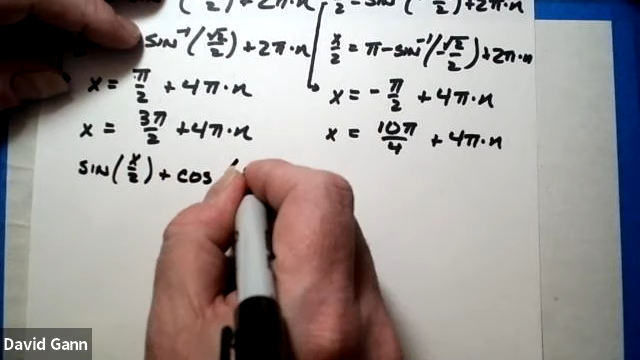 + 2π·n
sin⁻¹(√2/2) + 2π·n x/2 = π - sin⁻¹(-√2/2) + 2π·n
x = π/2 + 4π·n x = - π/2 + 4π·n
x = 3π/2 + 4π·n x = 10π/4 + 4π·n
sin(x/2) + cos (
David Gann